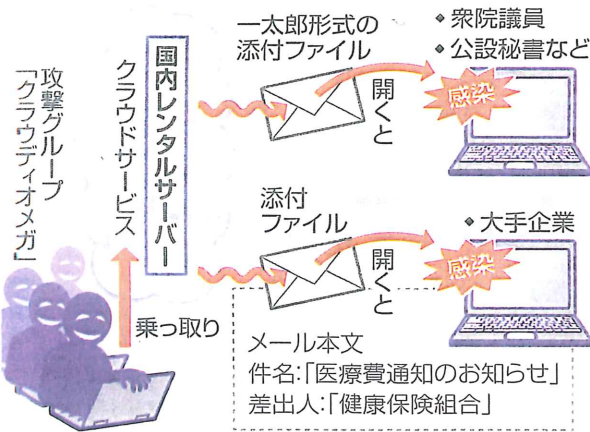 攻撃グループ
「クラウディオメガ」
乗っ取り
クラウドサービス
国内レンタルサーバー
一太郎形式の
添付ファイル
開くと
・衆院議員
・公設秘書など
感染
添付
ファイル
開くと
・大手企業
感染
メール本文
件名:「医療費通知のお知らせ」
差出人:「健康保険組合」